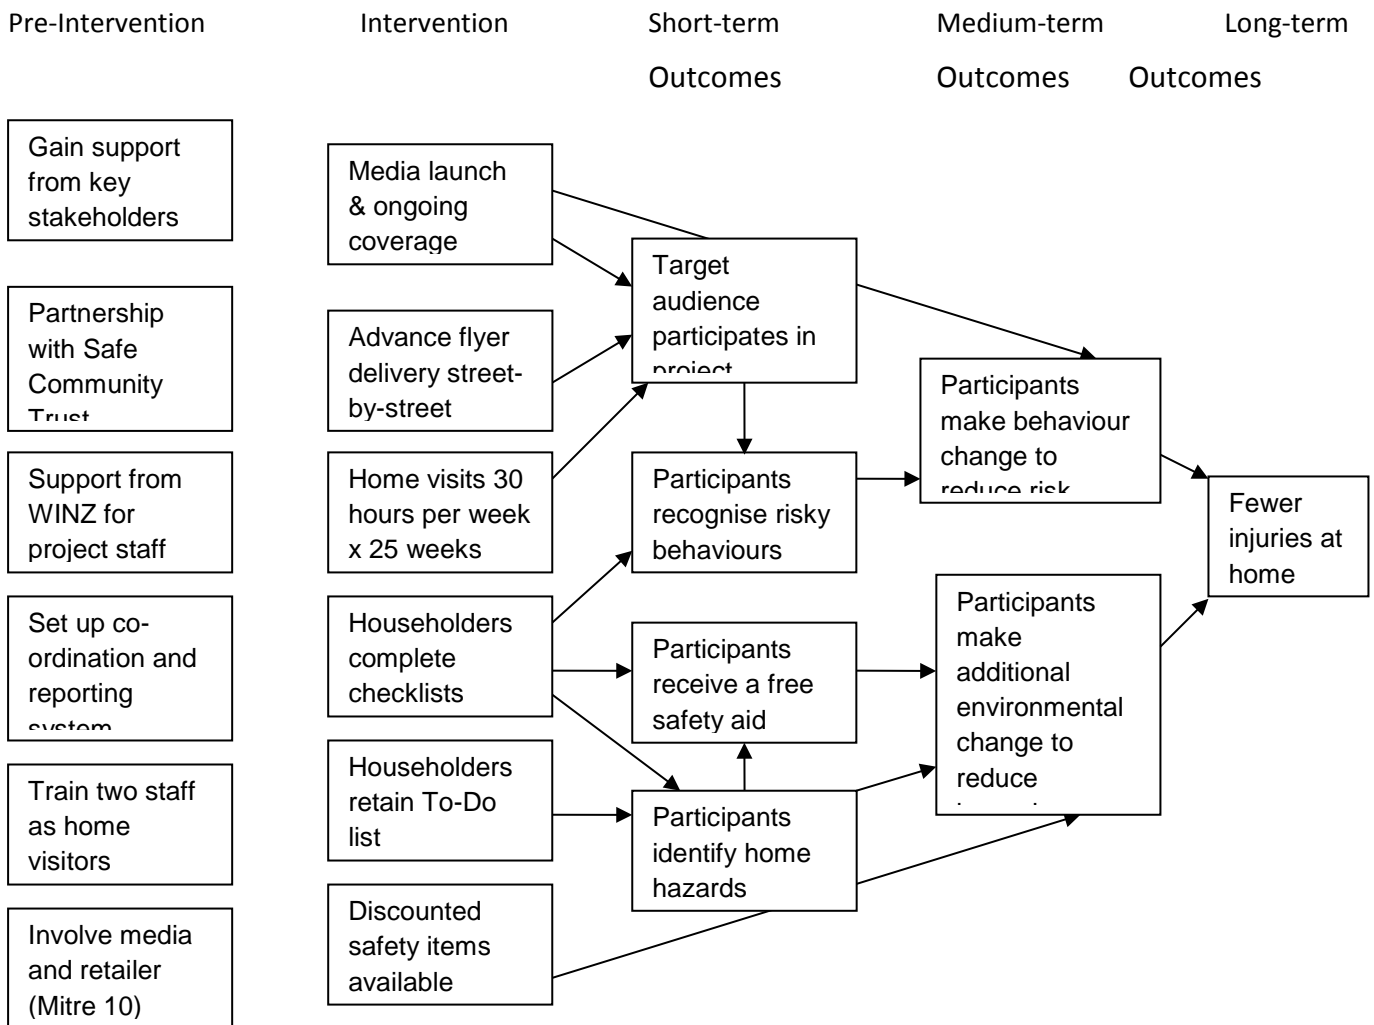 Pre-Intervention Intervention Short-term Medium-term Long-term
Outcomes Outcomes Outcomes
Gain support
from key
stakeholders
Partnership
with Safe
Community
Trust
Support from
WINZ for
project staff
Set up co-
ordination and
reporting
system
Train two staff
as home
visitors
Involve media
and retailer
(Mitre 10)
Media launch
& ongoing
coverage
Advance flyer
delivery street-
by-street
Home visits 30
hours per week
x 25 weeks
Householders
complete
checklists
Householders
retain To-Do
list
Discounted
safety items
available
Target
audience
participates in
project
Participants
recognise risky
behaviours
Participants
receive a free
safety aid
Participants
identify home
hazards
Participants
make behaviour
change to
reduce risk
Participants
make
additional
environmental
change to
reduce
Fewer
injuries at
home